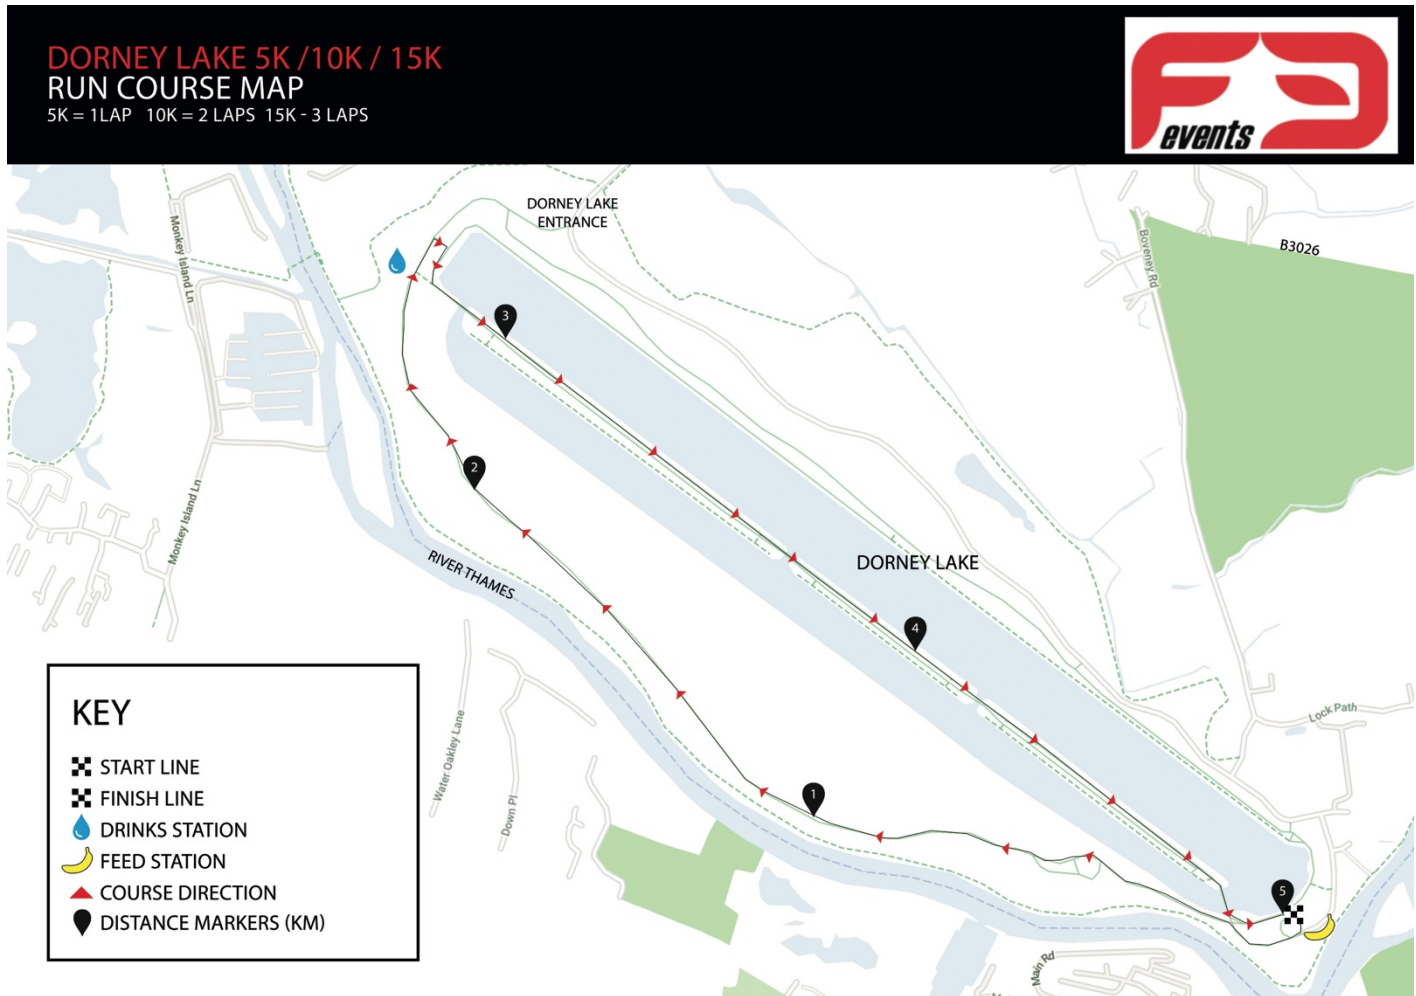 DORNEY LAKE 5K /10K / 15K
RUN COURSE MAP
5K = 1LAP 10K = 2 LAPS 15K - 3 LAPS
events
DORNEY LAKE
ENTRANCE
Monkey Island Ln
Boveney Rd
B3026
3
2
Monkey Island Ln
RIVER THAMES
DORNEY LAKE
4
Lock Path
Water Oakley Lane
Down Pl
1
5
Main Rd
KEY
START LINE
FINISH LINE
DRINKS STATION
FEED STATION
COURSE DIRECTION
DISTANCE MARKERS (KM)